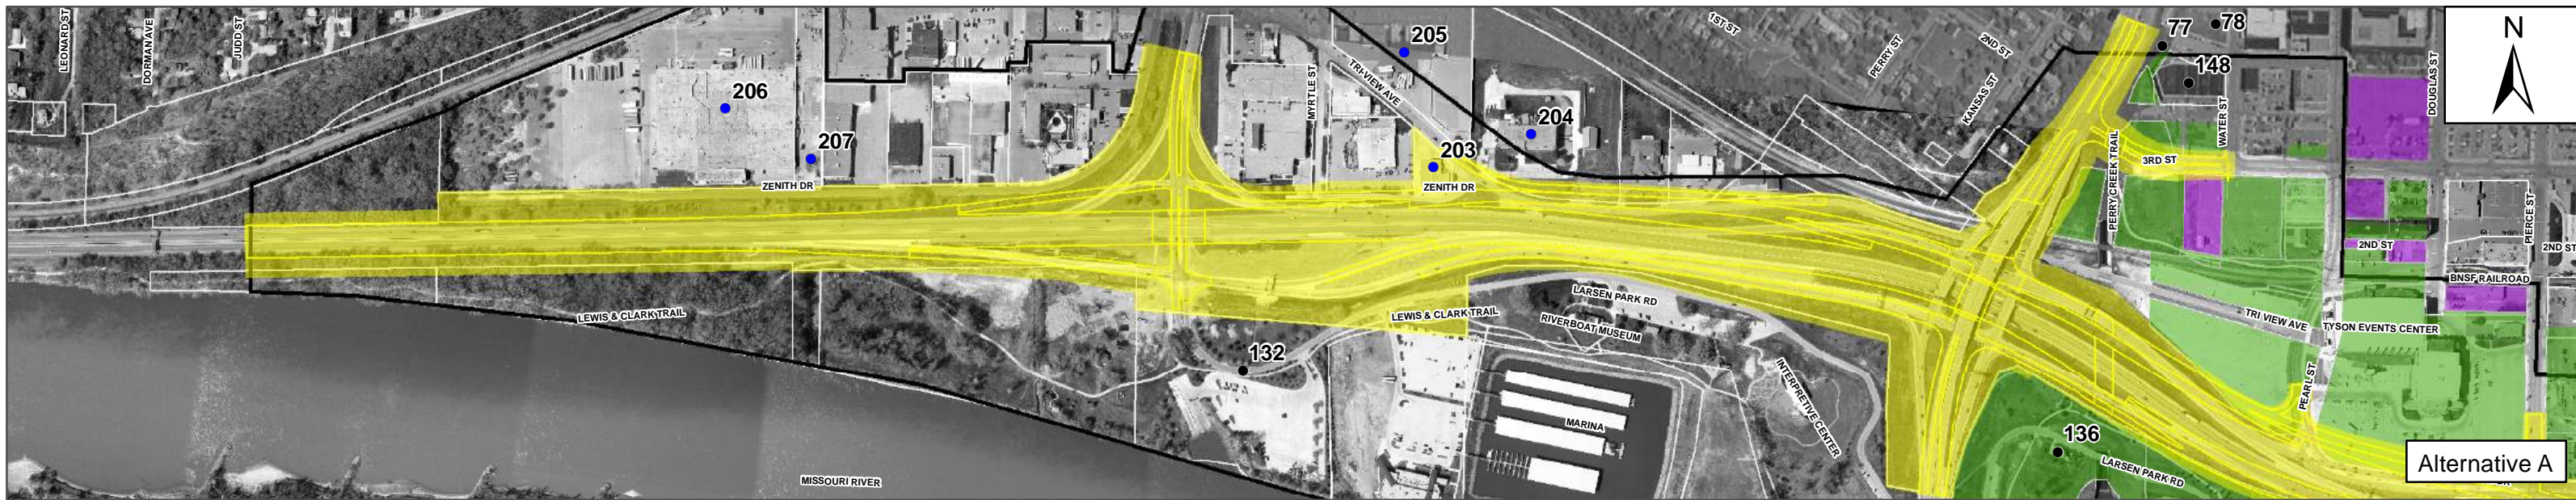 LEONARD ST
DORMAN AVE
JUDD ST
206
207
ZENITH DR
MYRTLE ST
TRI-VIEW AVE
205
204
203
ZENITH DR
1ST ST
PERRY ST
2ND ST
KANSAS ST
77
78
148
WATER ST
DOUGLAS ST
N
PERRY CREEK TRAIL
3RD ST
PIERCE ST
2ND ST
2ND ST
BNSF RAILROAD
LEWIS & CLARK TRAIL
LEWIS & CLARK TRAIL
LARSEN PARK RD
RIVERBOAT MUSEUM
TRI VIEW AVE
TYSON EVENTS CENTER
132
INTERPRETIVE CENTER
PEARL ST
MARINA
136
LARSEN PARK RD
MISSOURI RIVER
Alternative A